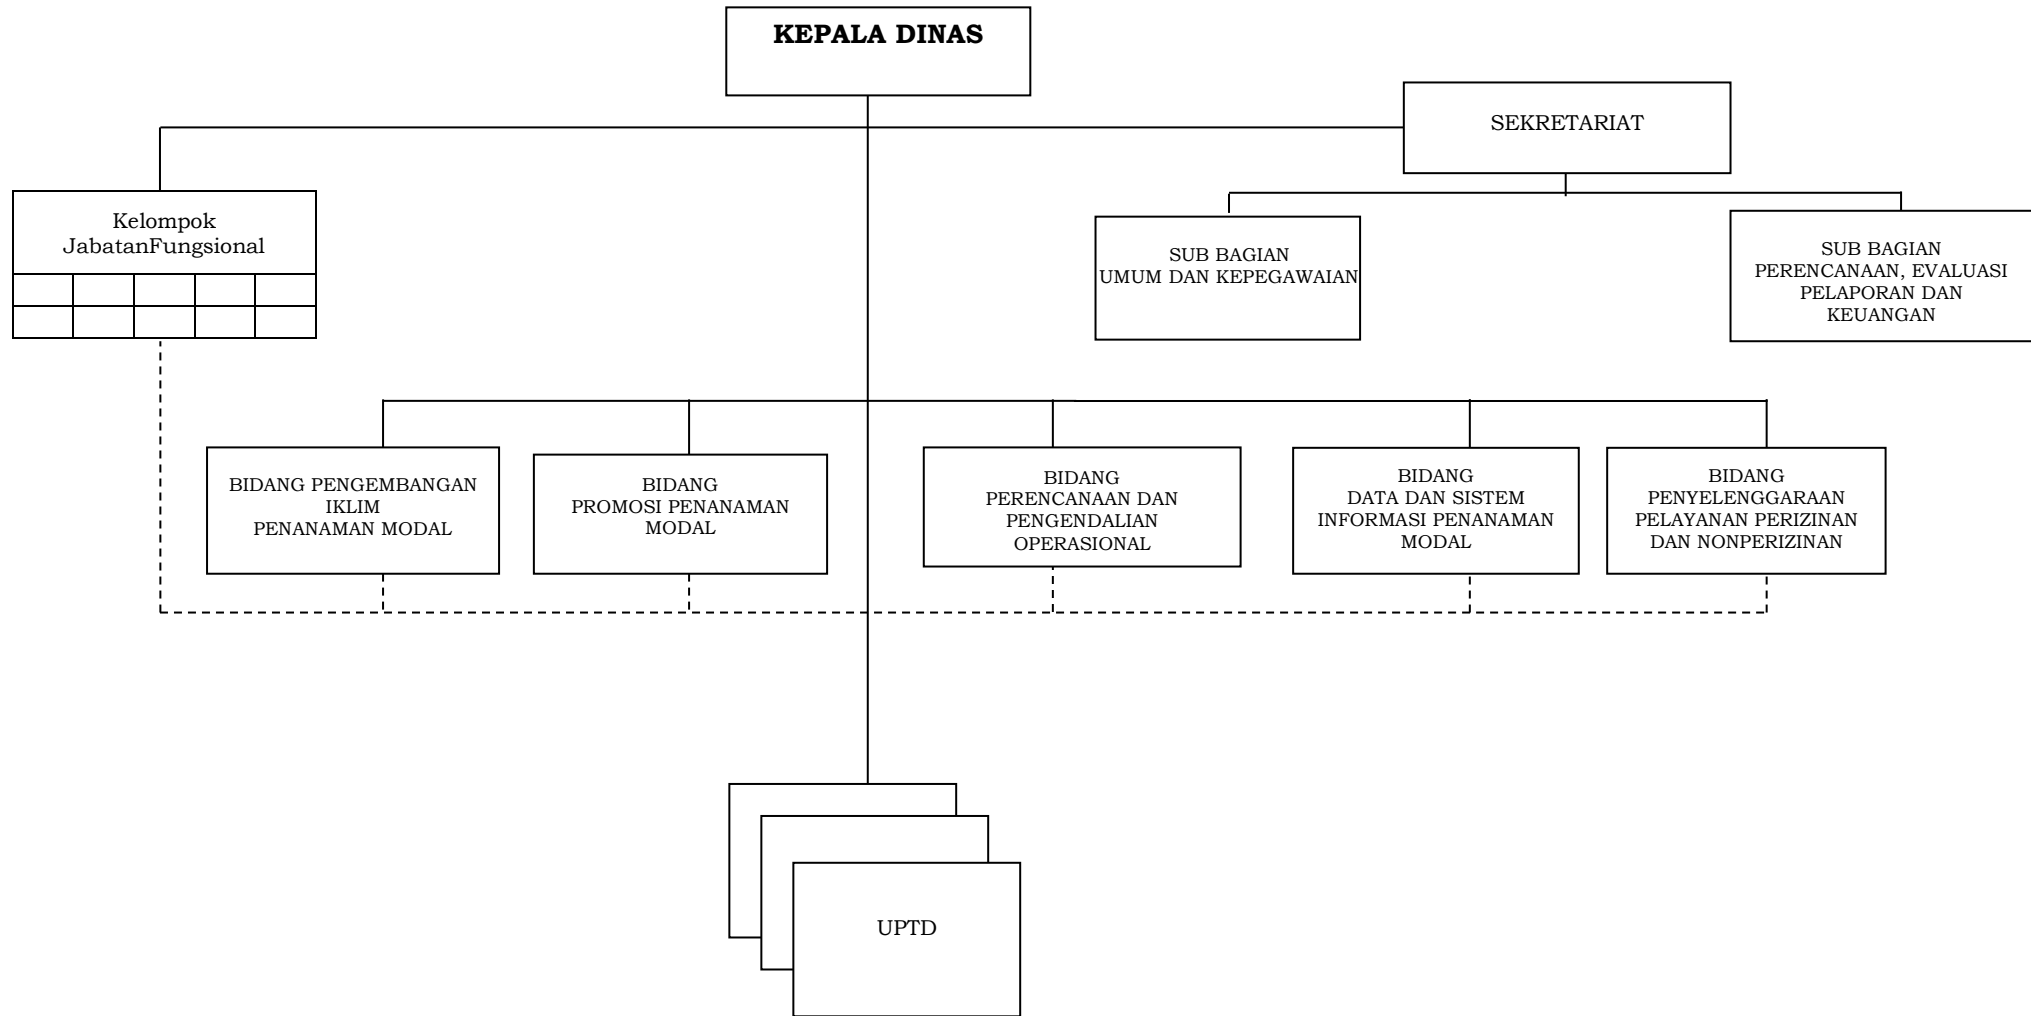 KEPALA DINAS
SEKRETARIAT
Kelompok
JabatanFungsional
SUB BAGIAN
UMUM DAN KEPEGAWAIAN
SUB BAGIAN
PERENCANAAN, EVALUASI
PELAPORAN DAN
KEUANGAN
BIDANG PENGEMBANGAN
IKLIM
PENANAMAN MODAL
BIDANG
PROMOSI PENANAMAN
MODAL
BIDANG
PERENCANAAN DAN
PENGENDALIAN
OPERASIONAL
BIDANG
DATA DAN SISTEM
INFORMASI PENANAMAN
MODAL
BIDANG
PENYELENGGARAAN
PELAYANAN PERIZINAN
DAN NONPERIZINAN
UPTD